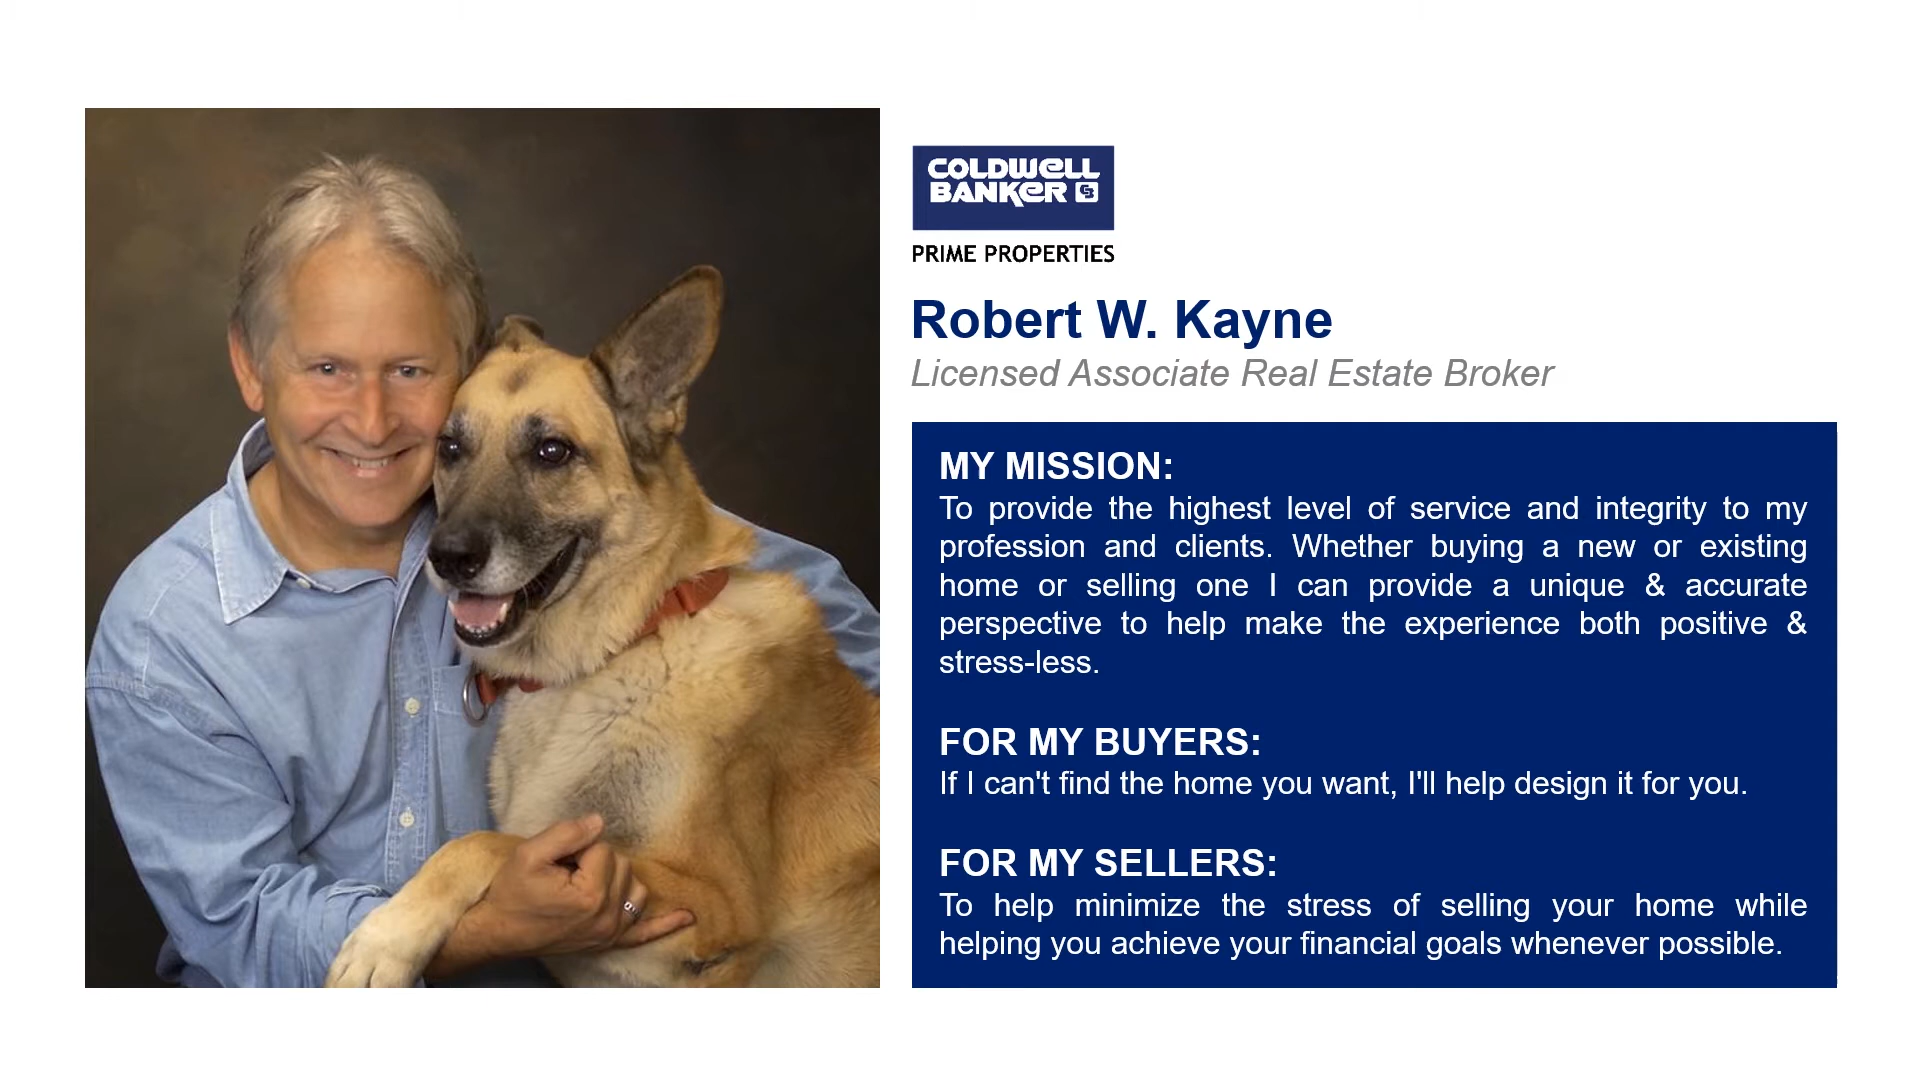 COLDWELL
BANKER CB
PRIME PROPERTIES
Robert W. Kayne
Licensed Associate Real Estate Broker
MY MISSION:
To provide the highest level of service and integrity to my
profession and clients. Whether buying a new or existing
home or selling one I can provide a unique & accurate
perspective to help make the experience both positive &
stress-less.
FOR MY BUYERS:
If I can't find the home you want, I'll help design it for you.
FOR MY SELLERS:
To help minimize the stress of selling your home while
helping you achieve your financial goals whenever possible.